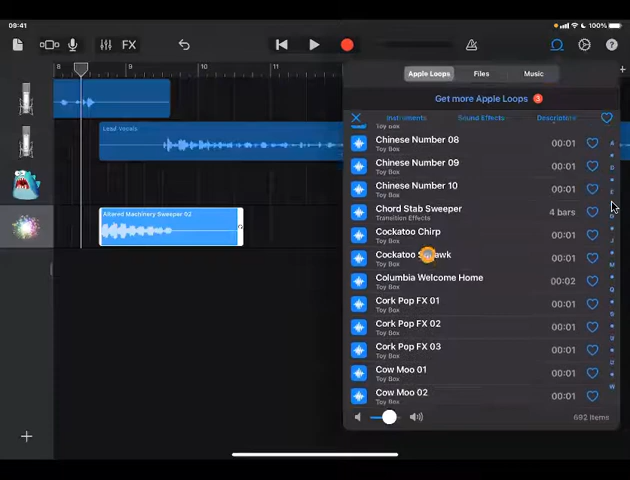 09:41
100%
FX
8 9 10 11
Apple Loops Files Music
Get more Apple Loops 3
Instruments Sound Effects Descriptors
Toy Box
Chinese Number 08
Toy Box
00:01
Chinese Number 09
Toy Box
00:01
Chinese Number 10
Toy Box
00:01
Chord Stab Sweeper
Transition Effects
4 bars
Cockatoo Chirp
Toy Box
00:01
Cockatoo
Toy Box
00:01
Columbia Welcome Home
Toy Box
00:02
Cork Pop FX 01
Toy Box
00:01
Cork Pop FX 02
Toy Box
00:01
Cork Pop FX 03
Toy Box
00:01
Cow Moo 01
Toy Box
00:01
Cow Moo 02
Toy Box
00:01
692 Items
Lead Vocals
Altered Machinery Sweeper 02